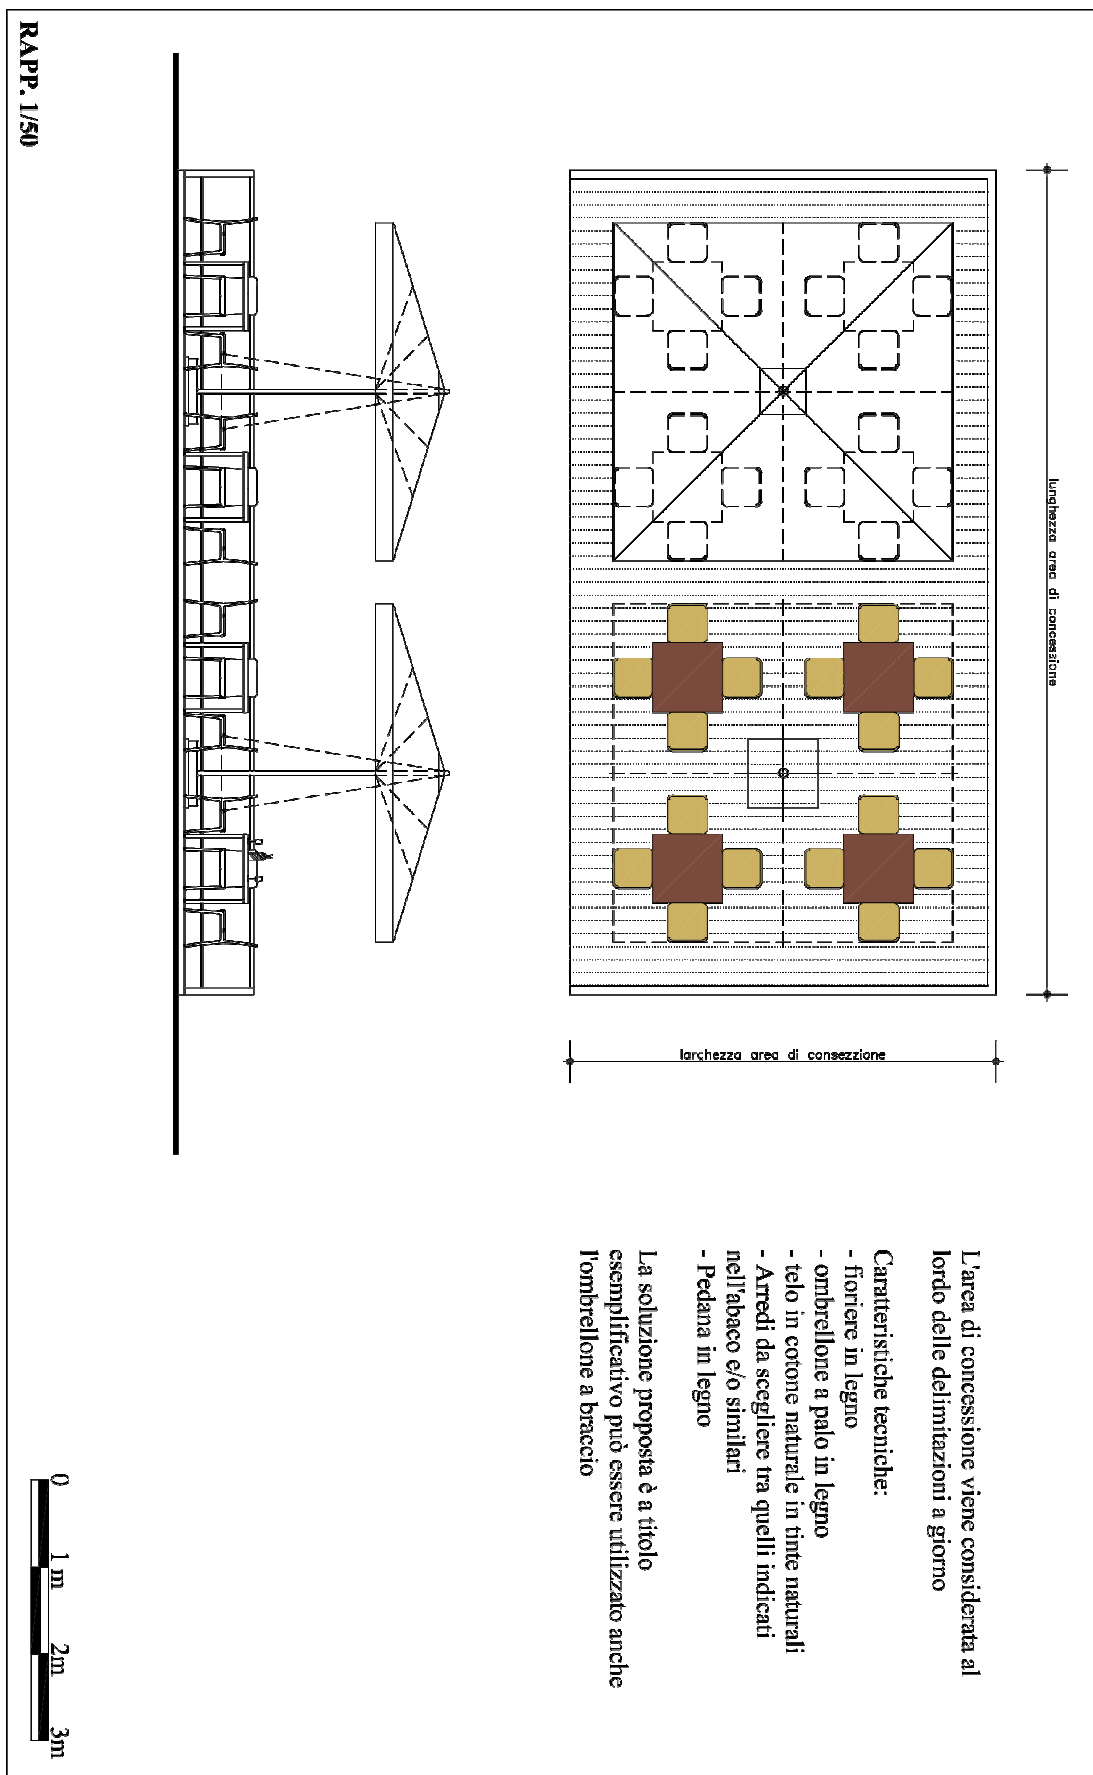 lunghezza area di concessione
larghezza area di consezzione
L'area di concessione viene considerata al
lordo delle delimitazioni a giorno
Caratteristiche tecniche:
- fioriere in legno
- ombrellone a palo in legno
- telo in cotone naturale in tinte naturali
- Arredi da scegliere tra quelli indicati
nell'abaco e/o similari
- Pedana in legno
La soluzione proposta è a titolo
esemplificativo può essere utilizzato anche
l'ombrellone a braccio
RAPP. 1/50
0 1 m 2m 3m